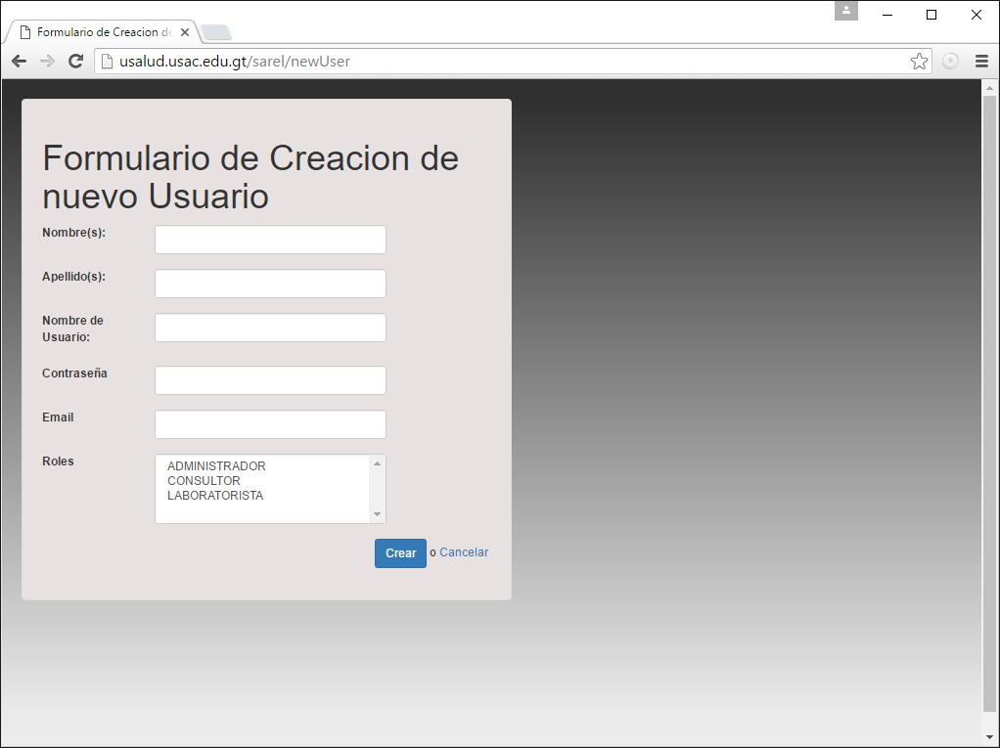 Formulario de Creacion de
usalud.usac.edu.gt/sarel/newUser
Formulario de Creacion de
nuevo Usuario
Nombre(s):
Apellido(s):
Nombre de
Usuario:
Contraseña
Email
Roles
ADMINISTRADOR
CONSULTOR
LABORATORISTA
Crear o Cancelar